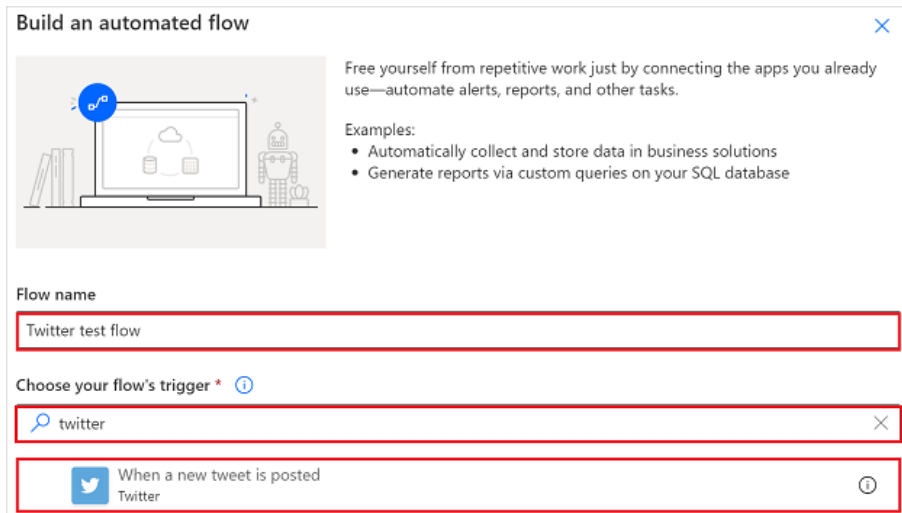 Build an automated flow
Free yourself from repetitive work just by connecting the apps you already
use—automate alerts, reports, and other tasks.
Examples:
• Automatically collect and store data in business solutions
• Generate reports via custom queries on your SQL database
Flow name
Twitter test flow
Choose your flow's trigger *
twitter
When a new tweet is posted
Twitter